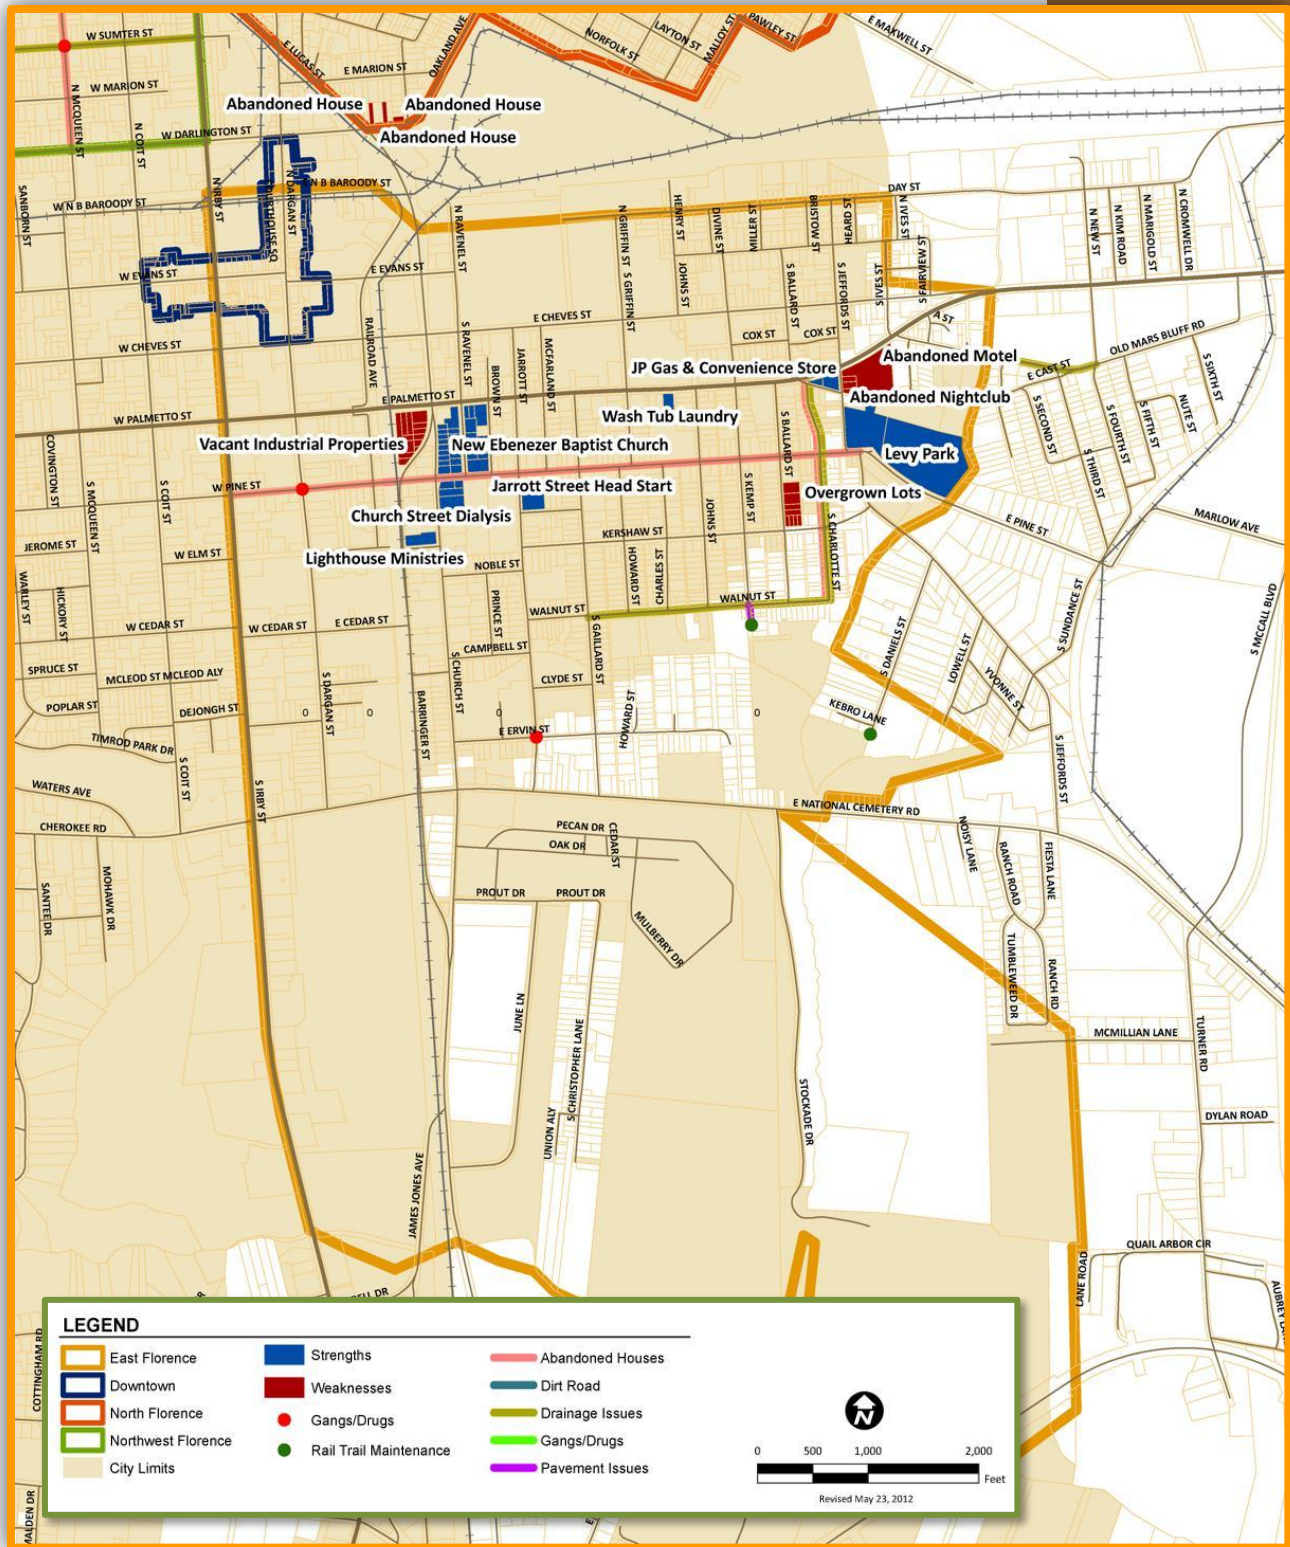 W SUMTER ST
E LUCAS ST
OAKLAND AVE
NORFOLK ST
LAYTON ST
MALLOY ST
PAWLEY ST
E MAKWELL ST
E MARION ST
W MARION ST
N MCQUEEN ST
N COIT ST
Abandoned House
Abandoned House
Abandoned House
W DARLINGTON ST
SANBORN ST
W N B BAROODY ST
N IRBY ST
COURTHOUSE SQ
N DARGAN ST
E N B BAROODY ST
N RAVENEL ST
N GRIFFIN ST
HENRY ST
DIVINE ST
MILLER ST
BRISTOW ST
HEARD ST
DAY ST
N IVES ST
N NEW ST
N KIM ROAD
N MARIGOLD ST
N CROMWELL DR
W EVANS ST
E EVANS ST
S GRIFFIN ST
JOHNS ST
S BALLARD ST
S JEFFORDS ST
S IVES ST
S FAIRVIEW ST
W CHEVES ST
E CHEVES ST
RAILROAD AVE
S RAVENEL ST
BROWN ST
JARROTT ST
MCFARLAND ST
COX ST
COX ST
A ST
OLD MARS BLUFF RD
E CAST ST
S SIXTH ST
JP Gas & Convenience Store
Abandoned Motel
Abandoned Nightclub
W PALMETTO ST
E PALMETTO ST
Wash Tub Laundry
S BALLARD ST
S SECOND ST
S THIRD ST
S FOURTH ST
S FIFTH ST
NUTE ST
Vacant Industrial Properties
New Ebenezer Baptist Church
Levy Park
COVINGTON ST
S MCQUEEN ST
S COIT ST
W PINE ST
Jarrott Street Head Start
S KEMP ST
JOHNS ST
Overgrown Lots
Church Street Dialysis
E PINE ST
MARLOW AVE
JEROME ST
W ELM ST
Lighthouse Ministries
KERSHAW ST
S CHARLOTTE ST
NOBLE ST
HOWARD ST
CHARLES ST
WARLEY ST
HICKORY ST
PRINCE ST
WALNUT ST
WALNUT ST
S SUNDANCE ST
S MCCALL BLVD
W CEDAR ST
W CEDAR ST
E CEDAR ST
S GAILLARD ST
S DANIELS ST
LOWELL ST
YVONNE ST
SPRUCE ST
MCLEOD ST
MCLEOD ALY
CAMPBELL ST
S CHURCH ST
CLYDE ST
POPLAR ST
DEJONGH ST
S DARGAN ST
BARRINGER ST
HOWARD ST
KEBRO LANE
0
0
0
0
TIMROD PARK DR
E ERVIN ST
S JEFFORDS ST
WATERS AVE
S COIT ST
S IRBY ST
CHEROKEE RD
E NATIONAL CEMETERY RD
PECAN DR
CEDAR ST
OAK DR
NOISY LANE
RANCH ROAD
FIESTA LANE
SANTEE DR
MOHAWK DR
PROUT DR
PROUT DR
MULBERRY DR
TUMBLEWEED DR
RANCH RD
JUNE LN
S CHRISTOPHER LANE
MCMILLIAN LANE
TURNER RD
UNION ALY
STOCKADE DR
DYLAN ROAD
JAMES JONES AVE
QUAIL ARBOR CIR
LANE ROAD
COTTINGHAM RD
LEGEND
East Florence
Downtown
North Florence
Northwest Florence
City Limits
Strengths
Weaknesses
Gangs/Drugs
Rail Trail Maintenance
Abandoned Houses
Dirt Road
Drainage Issues
Gangs/Drugs
Pavement Issues
N
0 500 1,000 2,000
Feet
Revised May 23, 2012